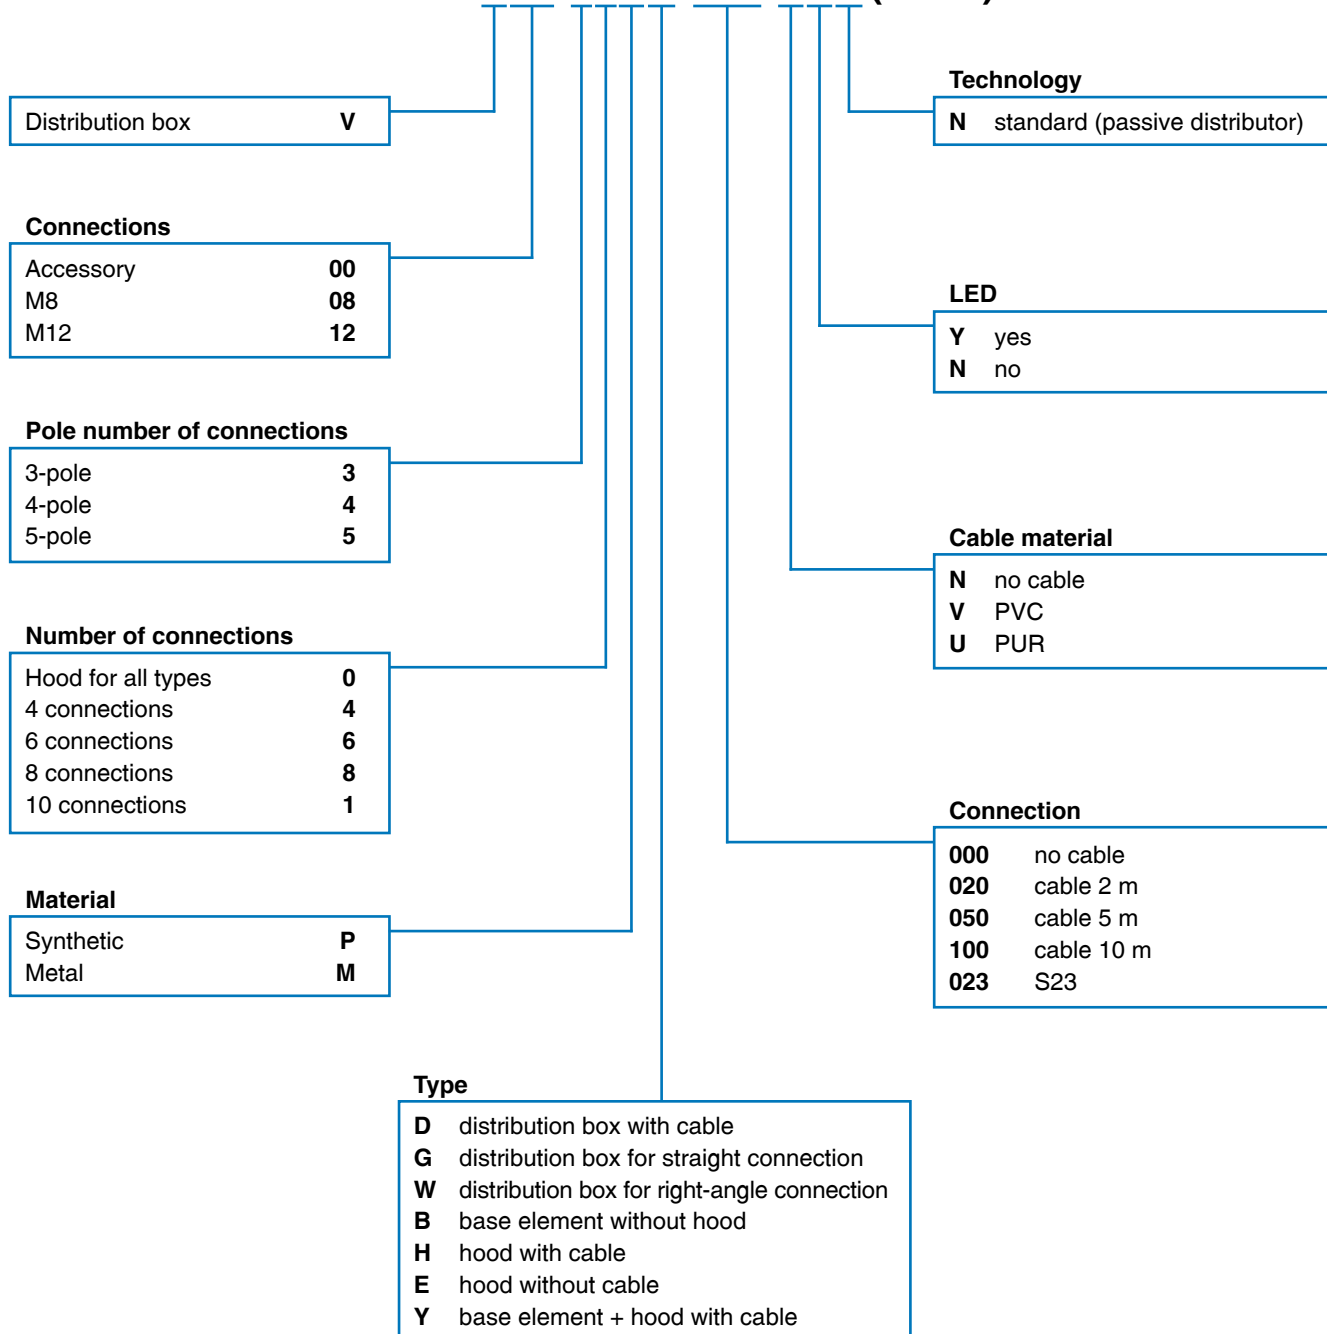 Distribution box V
Connections
Accessory 00
M8 08
M12 12
Pole number of connections
3-pole 3
4-pole 4
5-pole 5
Number of connections
Hood for all types 0
4 connections 4
6 connections 6
8 connections 8
10 connections 1
Material
Synthetic P
Metal M
Type
D distribution box with cable
G distribution box for straight connection
W distribution box for right-angle connection
B base element without hood
H hood with cable
E hood without cable
Y base element + hood with cable
Technology
N standard (passive distributor)
LED
Y yes
N no
Cable material
N no cable
V PVC
U PUR
Connection
000 no cable
020 cable 2 m
050 cable 5 m
100 cable 10 m
023 S23